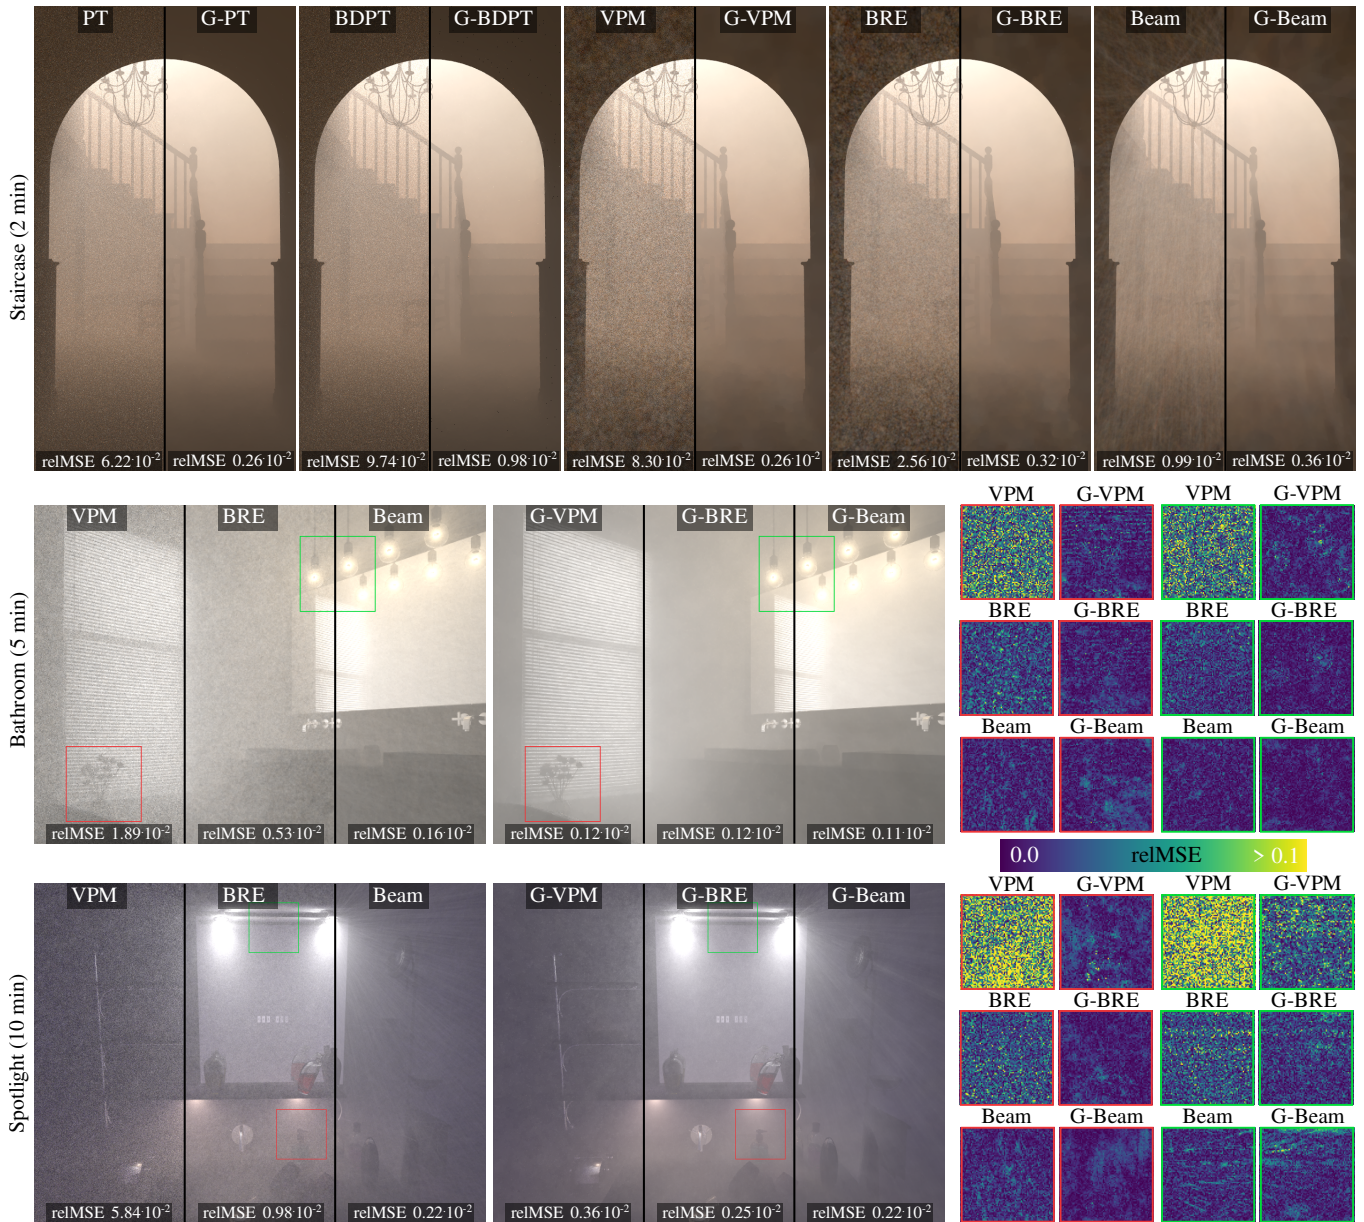 PT G-PT BDPT G-BDPT VPM G-VPM BRE G-BRE Beam G-Beam
Staircase (2 min)
relMSE 6.22·10-2 relMSE 0.26·10-2 relMSE 9.74·10-2 relMSE 0.98·10-2 relMSE 8.30·10-2 relMSE 0.26·10-2 relMSE 2.56·10-2 relMSE 0.32·10-2 relMSE 0.99·10-2 relMSE 0.36·10-2
Bathroom (5 min)
VPM BRE Beam G-VPM G-BRE G-Beam
relMSE 1.89·10-2 relMSE 0.53·10-2 relMSE 0.16·10-2 relMSE 0.12·10-2 relMSE 0.12·10-2 relMSE 0.11·10-2
VPM G-VPM VPM G-VPM
BRE G-BRE BRE G-BRE
Beam G-Beam Beam G-Beam
0.0 relMSE > 0.1
Spotlight (10 min)
VPM BRE Beam G-VPM G-BRE G-Beam
relMSE 5.84·10-2 relMSE 0.98·10-2 relMSE 0.22·10-2 relMSE 0.36·10-2 relMSE 0.25·10-2 relMSE 0.22·10-2
VPM G-VPM VPM G-VPM
BRE G-BRE BRE G-BRE
Beam G-Beam Beam G-Beam